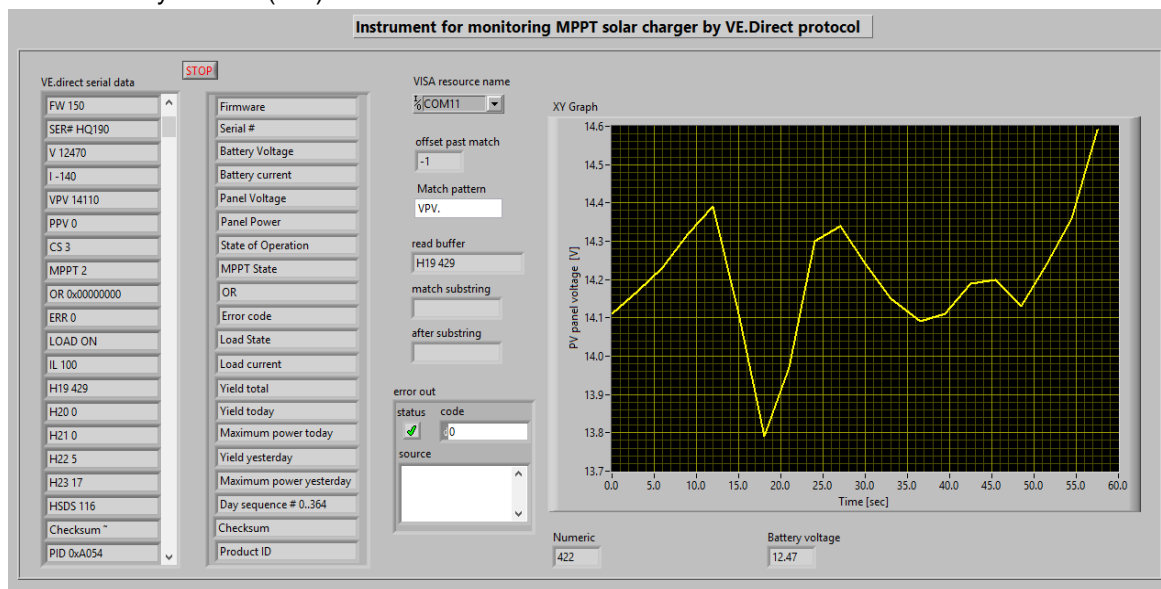 Instrument for monitoring MPPT solar charger by VE.Direct protocol
STOP
VE.direct serial data
FW 150
SER# HQ190
V 12470
I -140
VPV 14110
PPV 0
CS 3
MPPT 2
OR 0x00000000
ERR 0
LOAD ON
IL 100
H19 429
H20 0
H21 0
H22 5
H23 17
HSDS 116
Checksum ~
PID 0xA054
Firmware
Serial #
Battery Voltage
Battery current
Panel Voltage
Panel Power
State of Operation
MPPT State
OR
Error code
Load State
Load current
Yield total
Yield today
Maximum power today
Yield yesterday
Maximum power yesterday
Day sequence # 0..364
Checksum
Product ID
VISA resource name
COM11
offset past match
-1
Match pattern
VPV.
read buffer
H19 429
match substring
after substring
error out
status code
0
source
XY Graph
PV panel voltage [V]
14.6
14.5
14.4
14.3
14.2
14.1
14.0
13.9
13.8
13.7
0.0 5.0 10.0 15.0 20.0 25.0 30.0 35.0 40.0 45.0 50.0 55.0 60.0
Time [sec]
Numeric
422
Battery voltage
12.47